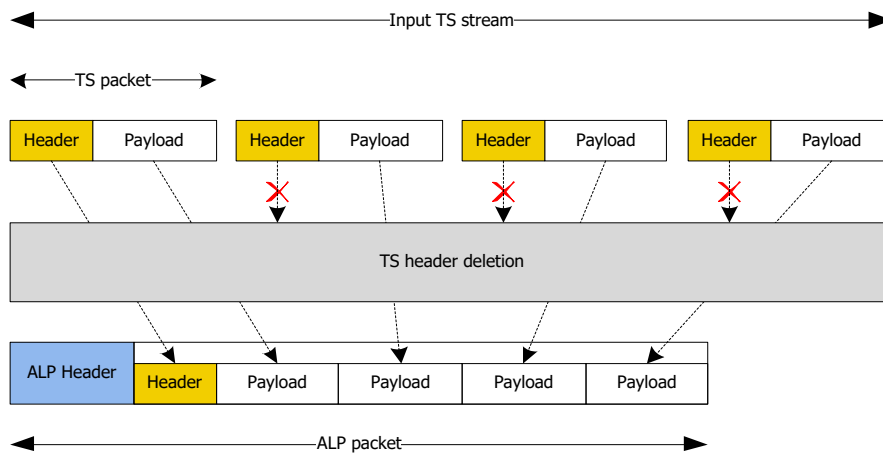 Input TS stream
TS packet
Header Payload Header Payload Header Payload Header Payload
TS header deletion
ALP Header Header Payload Payload Payload Payload
ALP packet